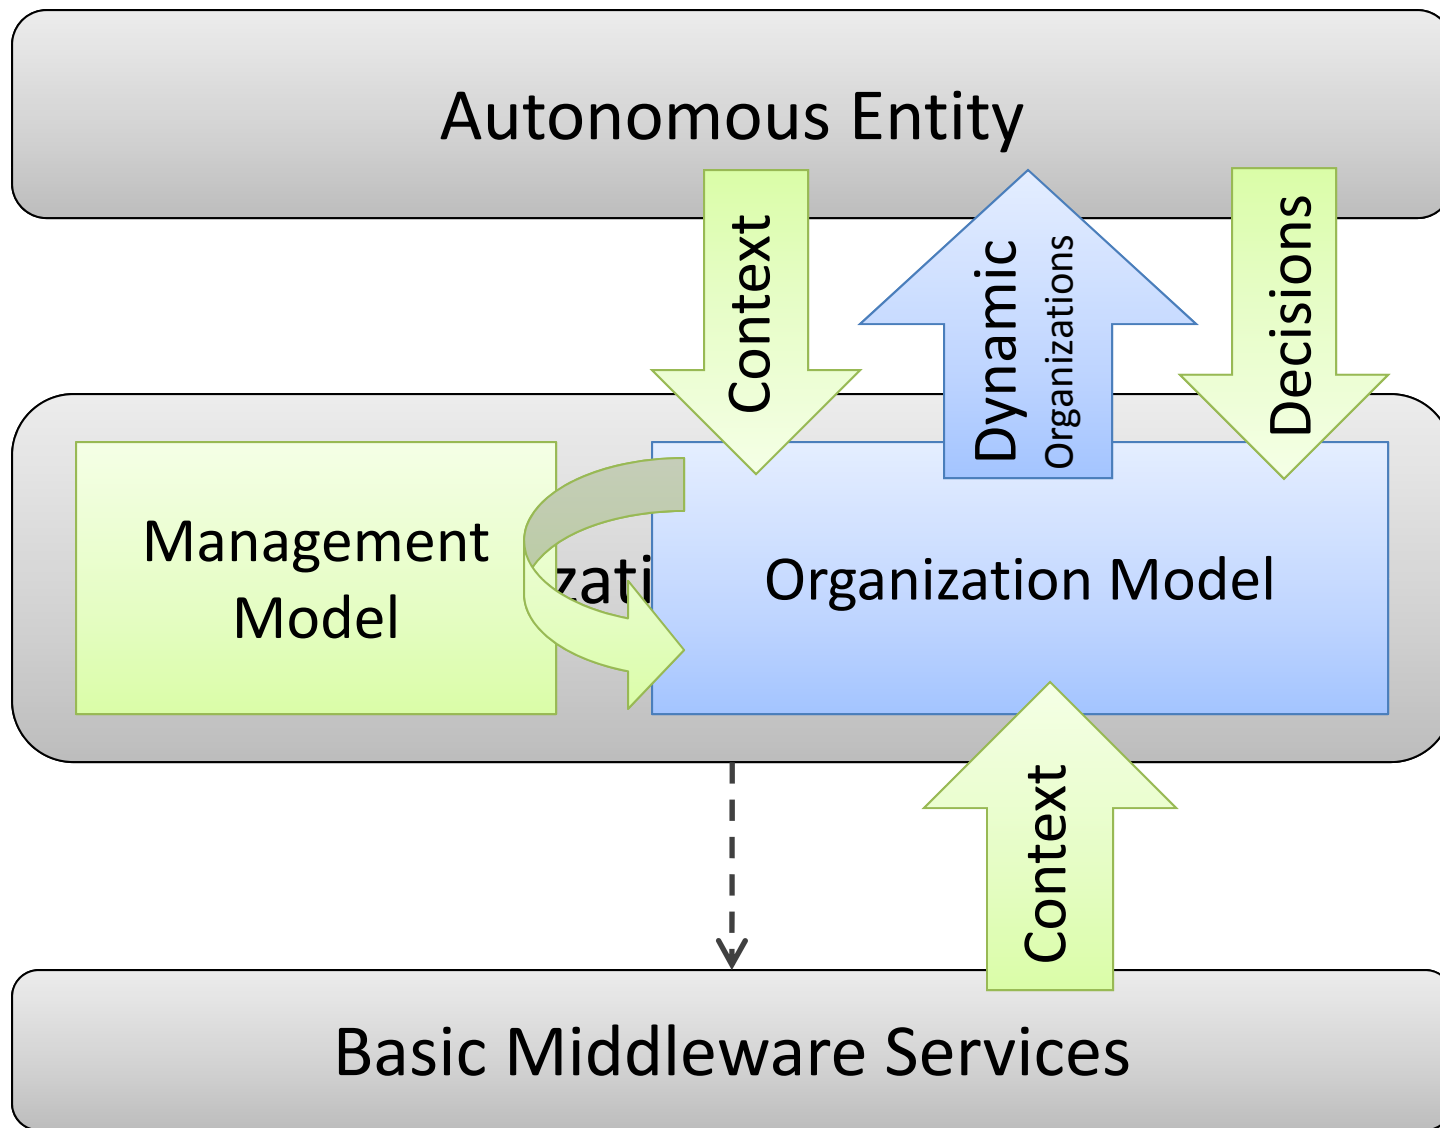 Autonomous Entity
Context
Dynamic
Organizations
Decisions
Management
Model
zati
Organization Model
Context
Basic Middleware Services